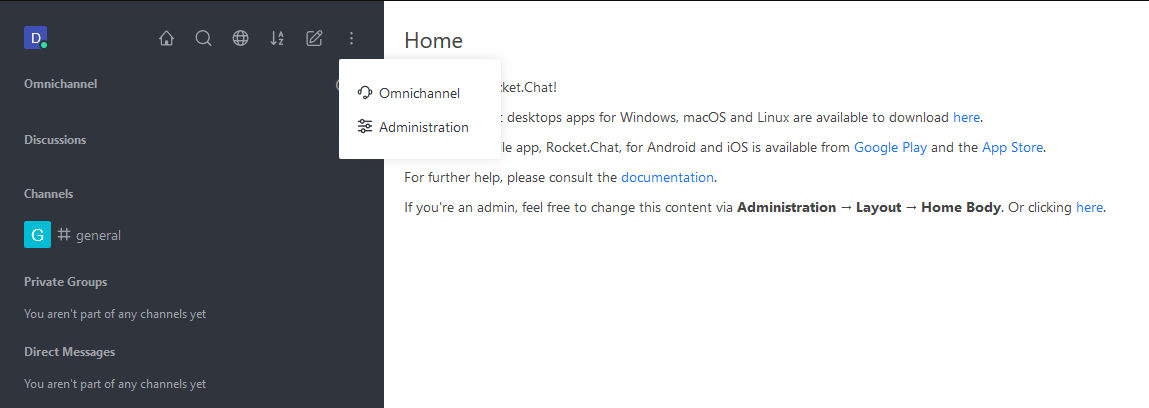 D
Omnichannel
Discussions
Channels
G general
Private Groups
You aren't part of any channels yet
Direct Messages
You aren't part of any channels yet
Omnichannel
Administration
Home
ket.Chat!
desktops apps for Windows, macOS and Linux are available to download here.
le app, Rocket.Chat, for Android and iOS is available from Google Play and the App Store.
For further help, please consult the documentation.
If you're an admin, feel free to change this content via Administration → Layout → Home Body. Or clicking here.